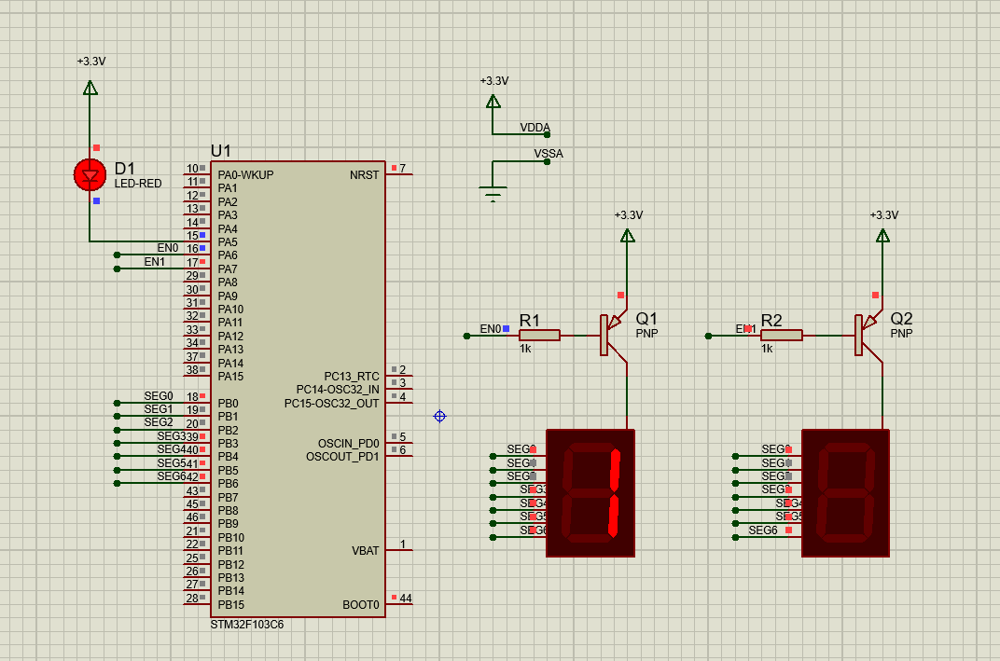 +3.3V
D1
LED-RED
U1
10 PA0-WKUP
11 PA1
12 PA2
13 PA3
14 PA4
15 PA5
EN0 16 PA6
EN1 17 PA7
29 PA8
30 PA9
31 PA10
32 PA11
33 PA12
34 PA13
37 PA14
38 PA15
SEG0 18 PB0
SEG1 19 PB1
SEG2 20 PB2
SEG3 39 PB3
SEG4 40 PB4
SEG5 41 PB5
SEG6 42 PB6
43 PB7
45 PB8
46 PB9
21 PB10
22 PB11
25 PB12
26 PB13
27 PB14
28 PB15
NRST 7
PC13_RTC 2
PC14-OSC32_IN 3
PC15-OSC32_OUT 4
OSCIN_PD0 5
OSCOUT_PD1 6
VBAT 1
BOOT0 44
STM32F103C6
+3.3V
VDDA
VSSA
+3.3V
EN0
R1
1k
Q1
PNP
SEG3
SEG4
SEG5
SEG6
+3.3V
R2
1k
Q2
PNP
SEG4
SEG5
SEG6